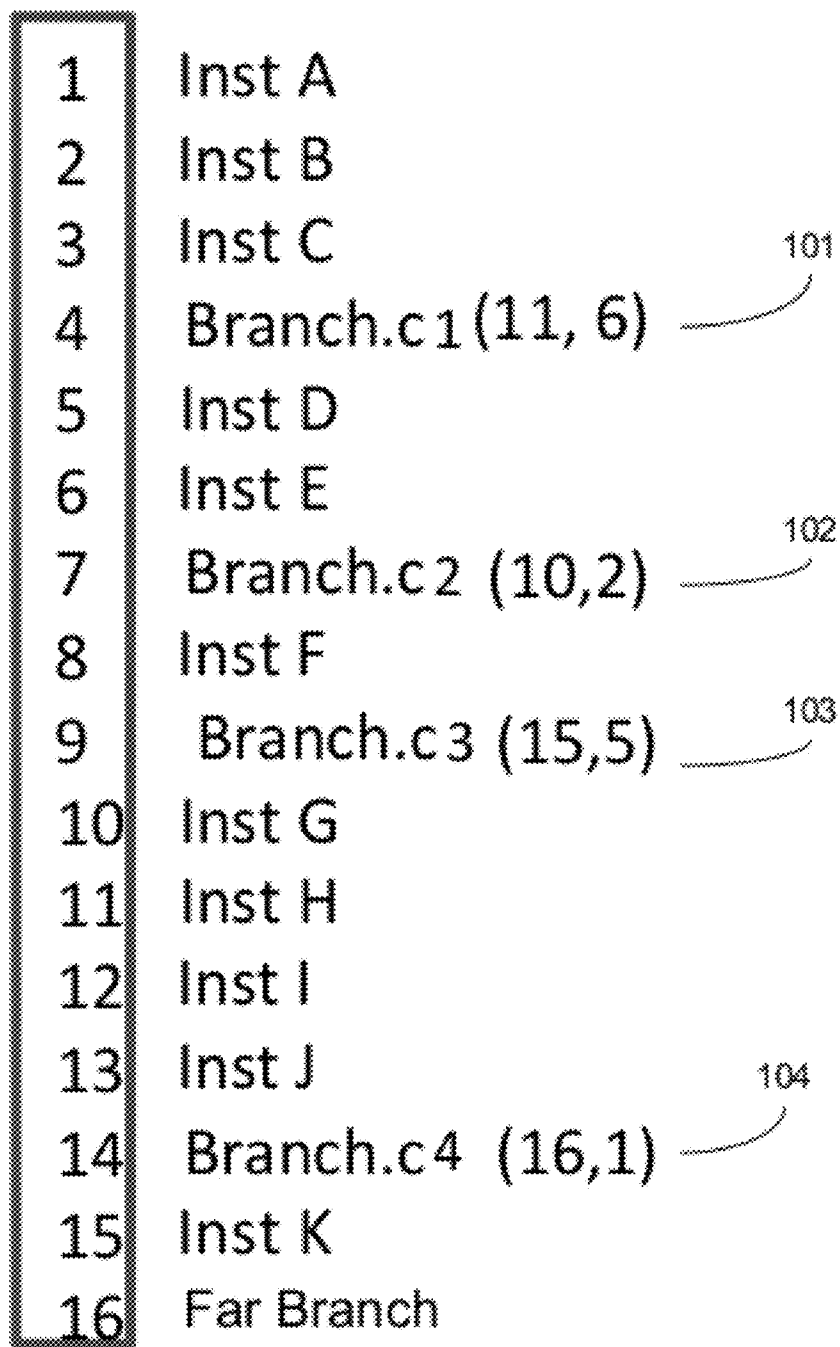 1 Inst A
2 Inst B
3 Inst C
101
4 Branch.c1 (11, 6)
5 Inst D
6 Inst E
102
7 Branch.c2 (10,2)
8 Inst F
103
9 Branch.c3 (15,5)
10 Inst G
11 Inst H
12 Inst I
13 Inst J
104
14 Branch.c4 (16,1)
15 Inst K
16 Far Branch